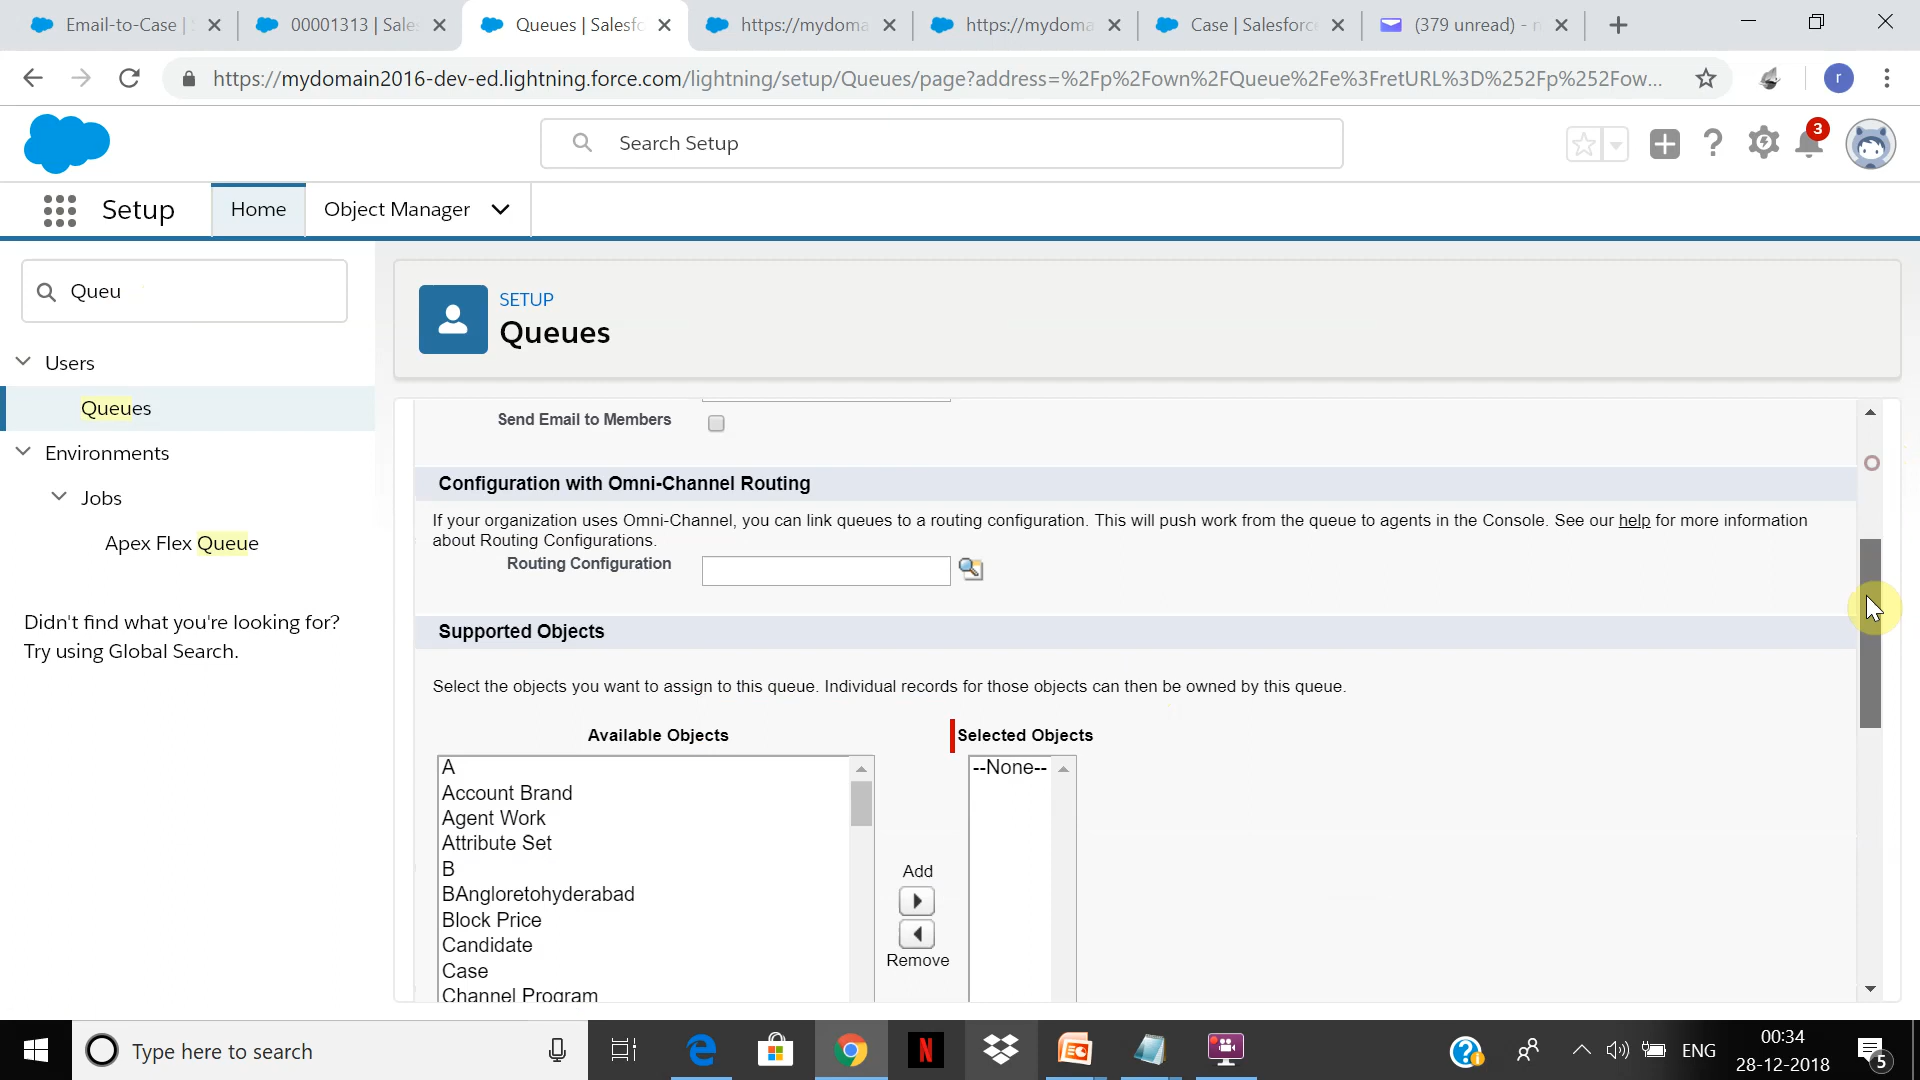 Email-to-Case | S
00001313 | Sales
Queues | Salesfo
https://mydoma
https://mydoma
Case | Salesforc
(379 unread) - n
https://mydomain2016-dev-ed.lightning.force.com/lightning/setup/Queues/page?address=%2Fp%2Fown%2FQueue%2Fe%3FretURL%3D%252Fp%252Fow...
r
Search Setup
3
Setup
Home
Object Manager
Queu
Users
Queues
Environments
Jobs
Apex Flex Queue
Didn't find what you're looking for?
Try using Global Search.
SETUP
Queues
Send Email to Members
Configuration with Omni-Channel Routing
If your organization uses Omni-Channel, you can link queues to a routing configuration. This will push work from the queue to agents in the Console. See our help for more information
about Routing Configurations.
Routing Configuration
Supported Objects
Select the objects you want to assign to this queue. Individual records for those objects can then be owned by this queue.
Available Objects
Selected Objects
A
Account Brand
Agent Work
Attribute Set
B
BAngloretohyderabad
Block Price
Candidate
Case
Channel Program
--None--
Add
Remove
Type here to search
N
ENG
00:34
28-12-2018
5